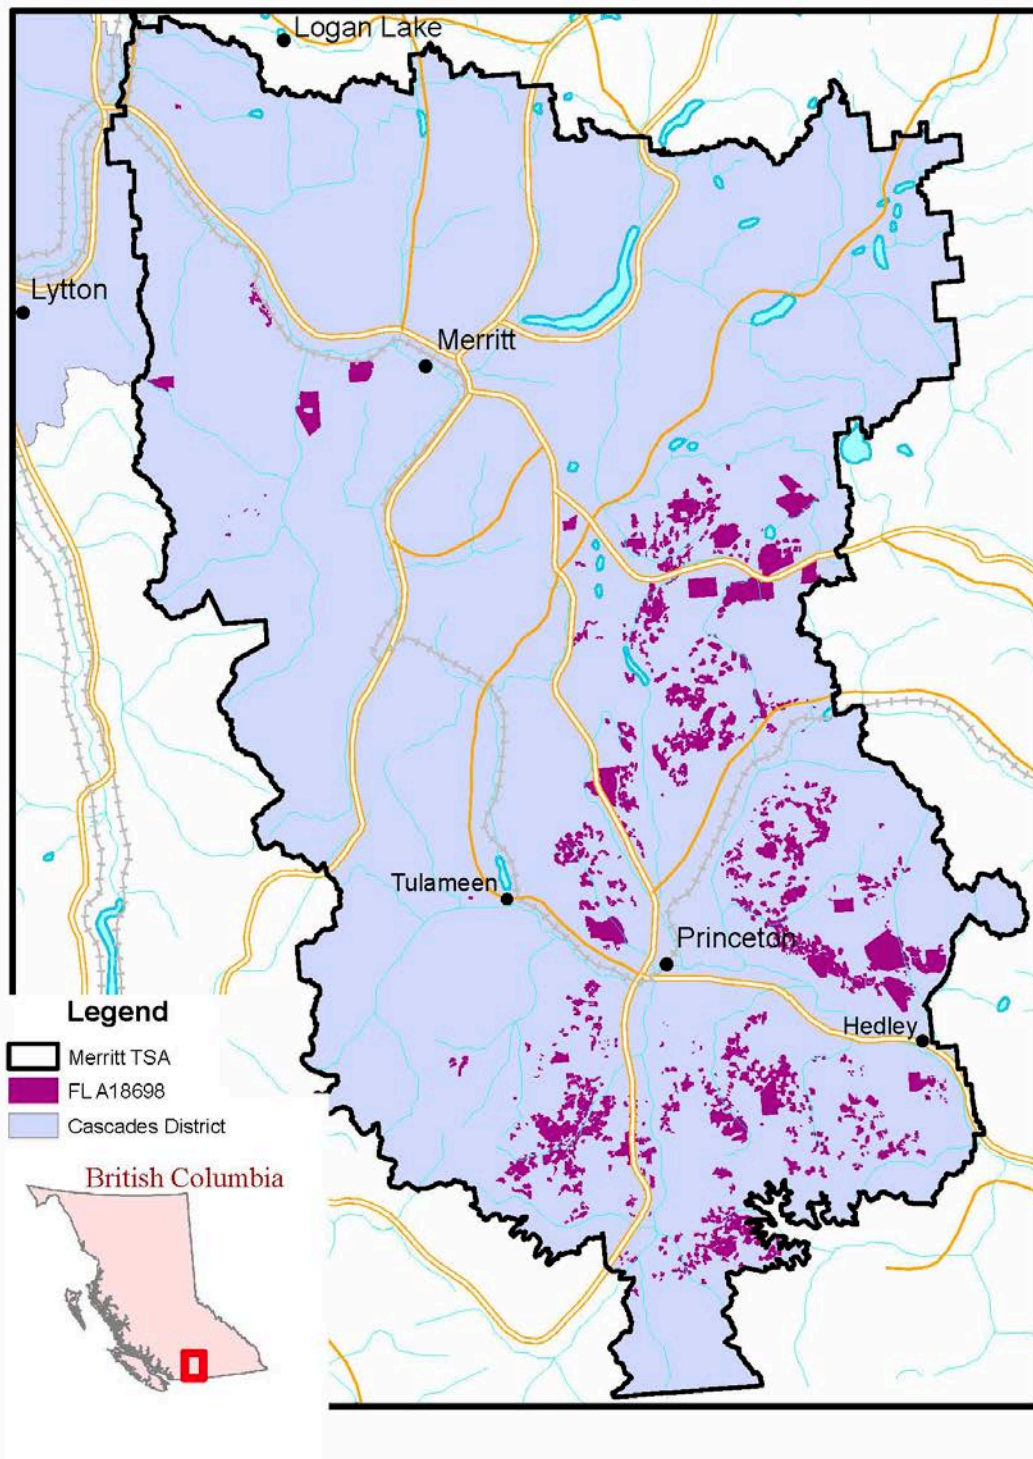 Logan Lake
Lytton
Merritt
Tulameen
Princeton
Hedley
Legend
Merritt TSA
FL A18698
Cascades District
British Columbia